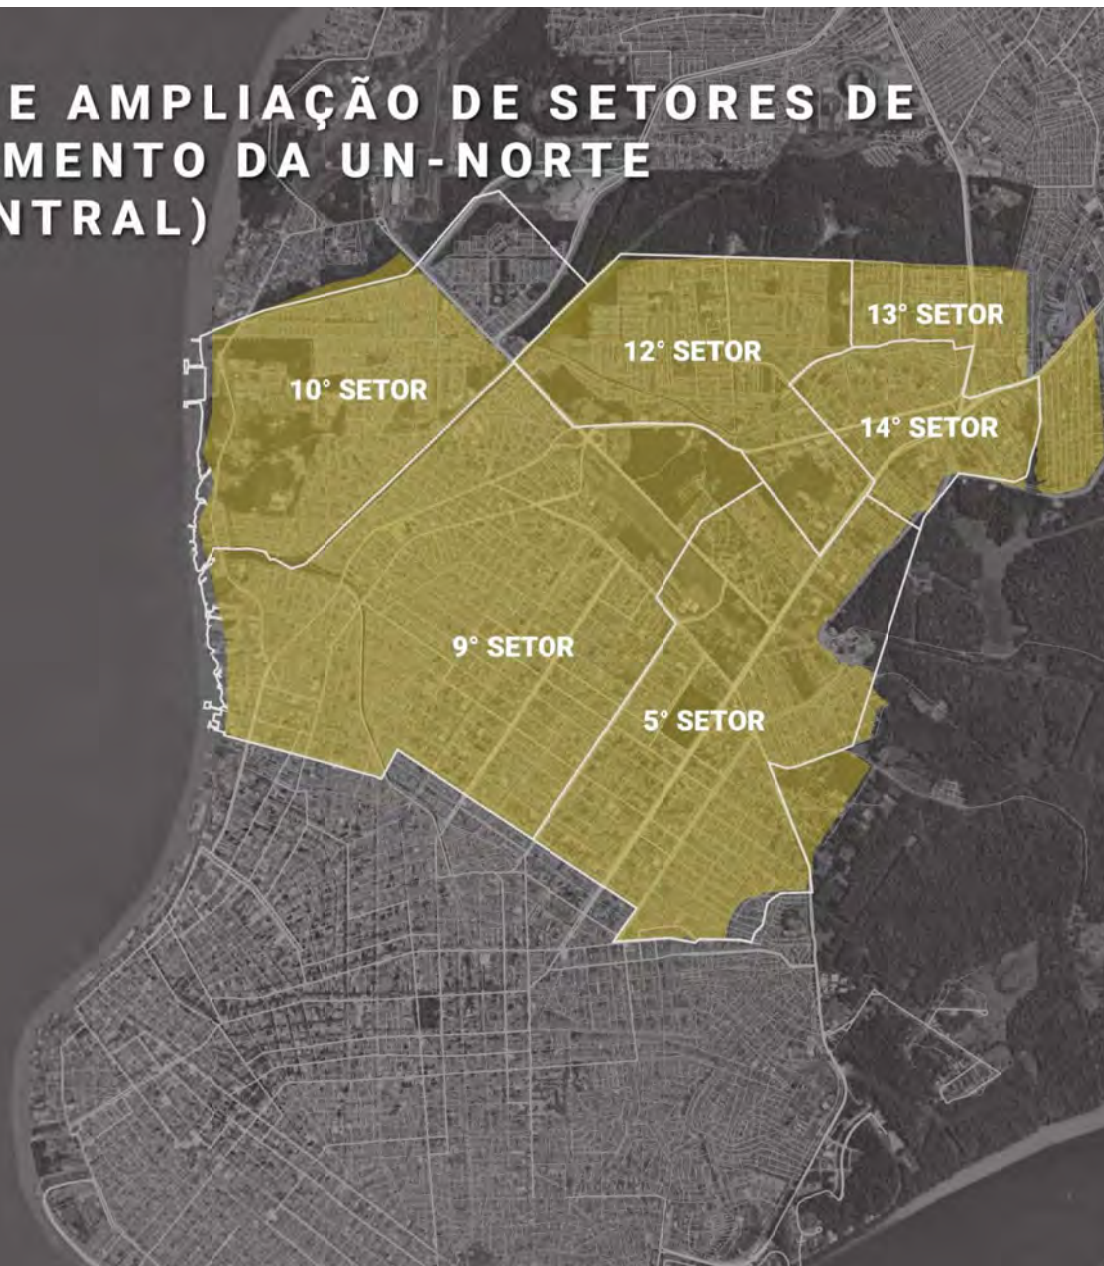 E AMPLIAÇÃO DE SETORES DE
MENTO DA UN-NORTE
NTRAL)
13° SETOR
12° SETOR
10° SETOR
14° SETOR
9° SETOR
5° SETOR